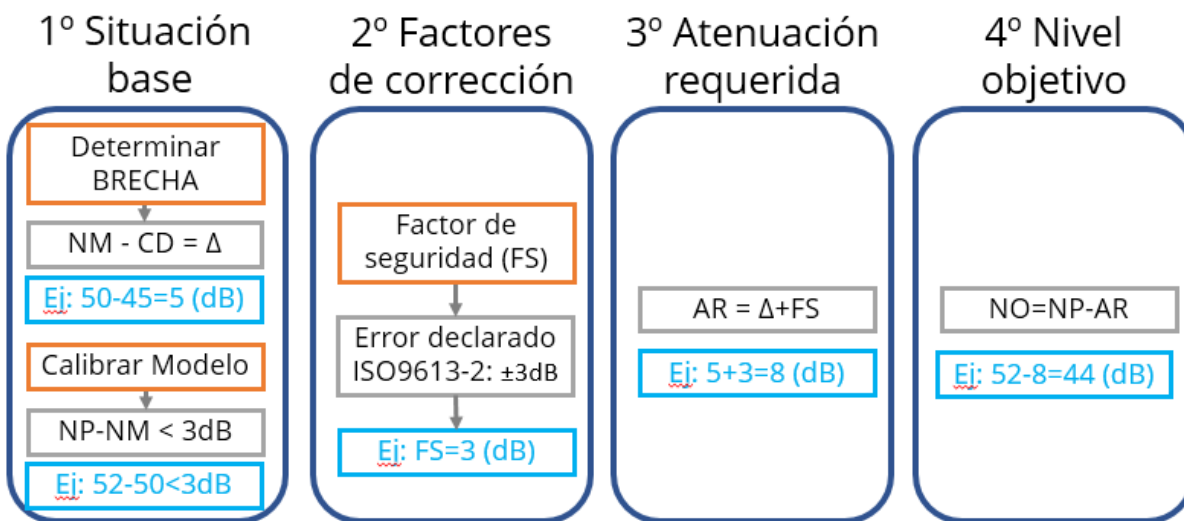 1º Situación
base
Determinar
BRECHA
NM - CD = Δ
Ej: 50-45=5 (dB)
Calibrar Modelo
NP-NM < 3dB
Ej: 52-50<3dB
2º Factores
de corrección
Factor de
seguridad (FS)
Error declarado
ISO9613-2: ±3dB
Ej: FS=3 (dB)
3º Atenuación
requerida
AR = Δ+FS
Ej: 5+3=8 (dB)
4º Nivel
objetivo
NO=NP-AR
Ej: 52-8=44 (dB)